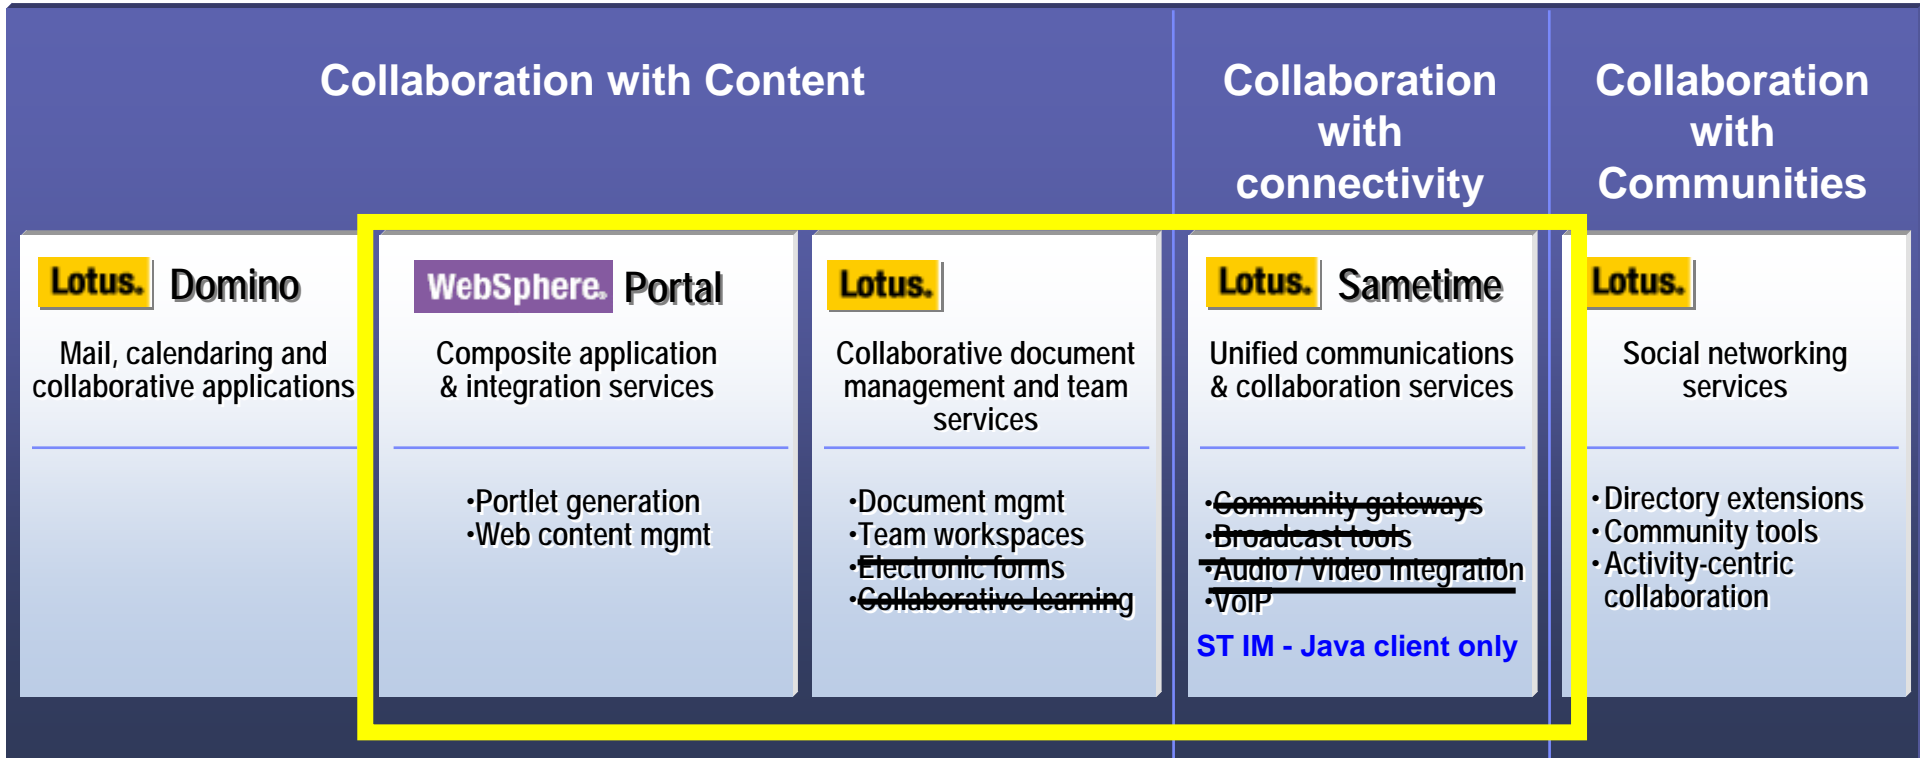 Collaboration with Content
Collaboration
with
connectivity
Collaboration
with
Communities
Lotus. Domino
Mail, calendaring and
collaborative applications
WebSphere. Portal
Composite application
& integration services
•Portlet generation
•Web content mgmt
Lotus.
Collaborative document
management and team
services
•Document mgmt
•Team workspaces
•Electronic forms
•Collaborative learning
Lotus. Sametime
Unified communications
& collaboration services
•Community gateways
•Broadcast tools
•Audio / Video integration
•VoIP
ST IM - Java client only
Lotus.
Social networking
services
•Directory extensions
•Community tools
•Activity-centric
collaboration